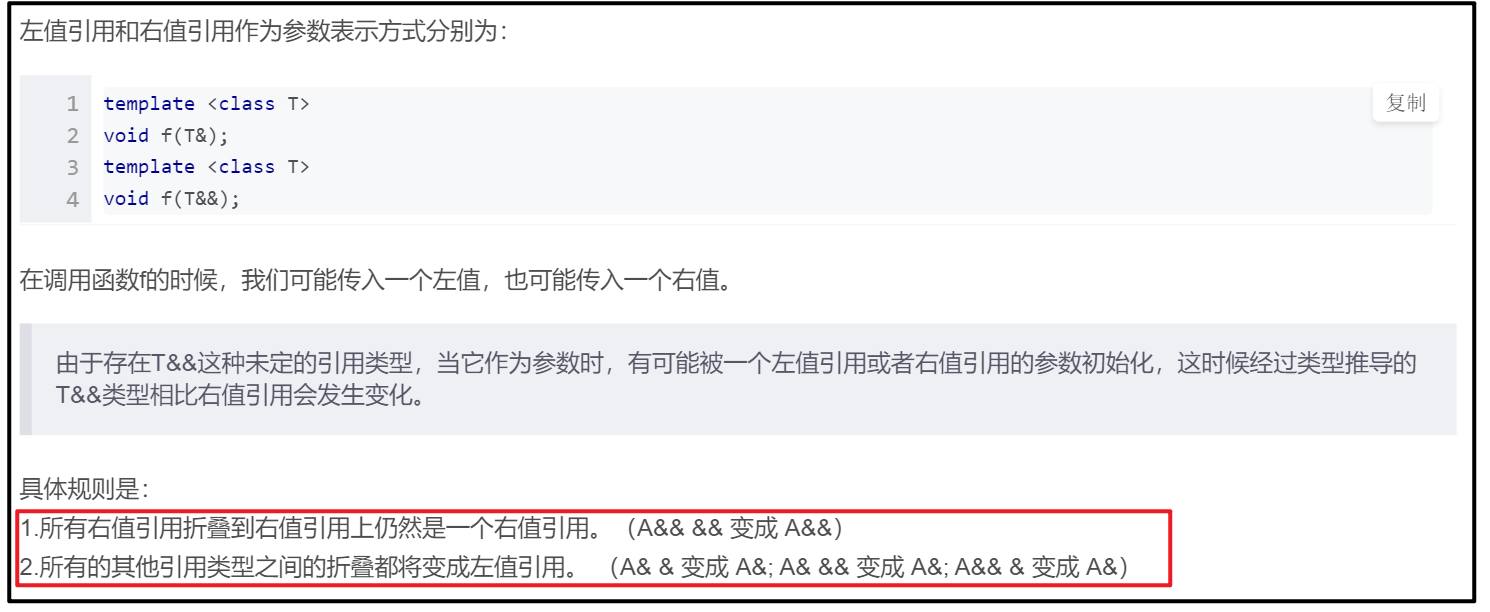 左值引用和右值引用作为参数表示方式分别为：
复制
1 template <class T>
2 void f(T&);
3 template <class T>
4 void f(T&&);
在调用函数f的时候，我们可能传入一个左值，也可能传入一个右值。
由于存在T&&这种未定的引用类型，当它作为参数时，有可能被一个左值引用或者右值引用的参数初始化，这时候经过类型推导的
T&&类型相比右值引用会发生变化。
具体规则是：
1.所有右值引用折叠到右值引用上仍然是一个右值引用。（A&& && 变成 A&&）
2.所有的其他引用类型之间的折叠都将变成左值引用。 （A& & 变成 A&; A& && 变成 A&; A&& & 变成 A&）